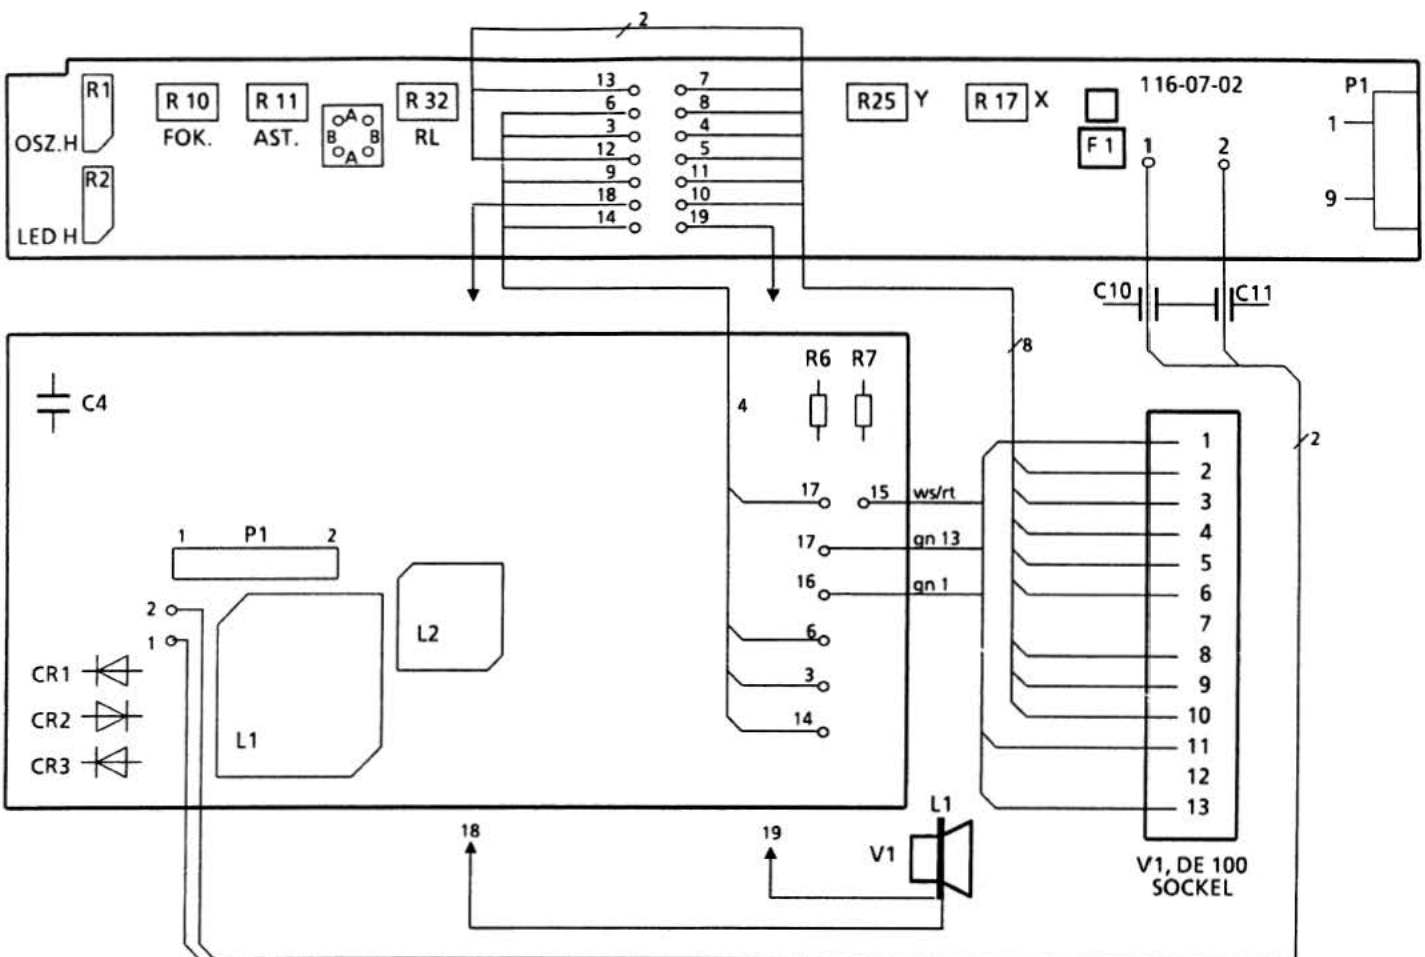 2
R1
R 10
R 11
R 32
13
7
R25 Y
R 17 X
116-07-02
P1
6
8
A
B B
A
1
OSZ.H
FOK.
AST.
RL
3
4
F 1
1
2
12
5
R2
9
11
18
10
9
14
19
LED H
C10
C11
8
R6
R7
C4
4
1
2
2
3
17
15
ws/rt
4
1
P1
2
17
gn 13
5
16
gn 1
6
2
7
L2
6
1
8
CR1
3
9
CR2
14
10
L1
11
CR3
12
13
18
19
L1
V1
V1, DE 100
SOCKEL